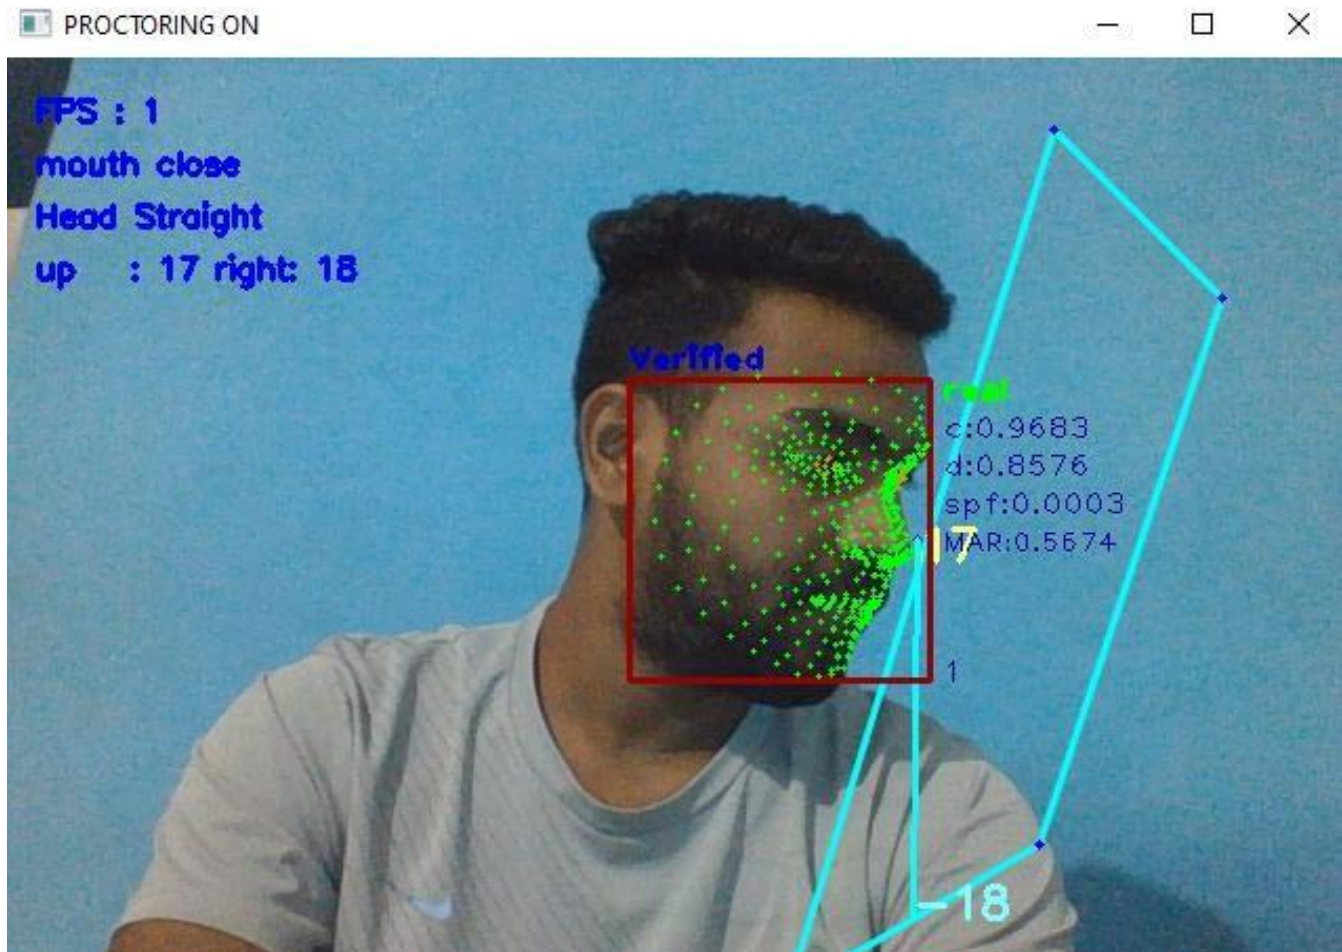 PROCTORING ON
FPS : 1
mouth close
Head Straight
up : 17 right: 18
Verified
real
c:0.9683
d:0.8576
spf:0.0003
17
MAR:0.5674
1
-18